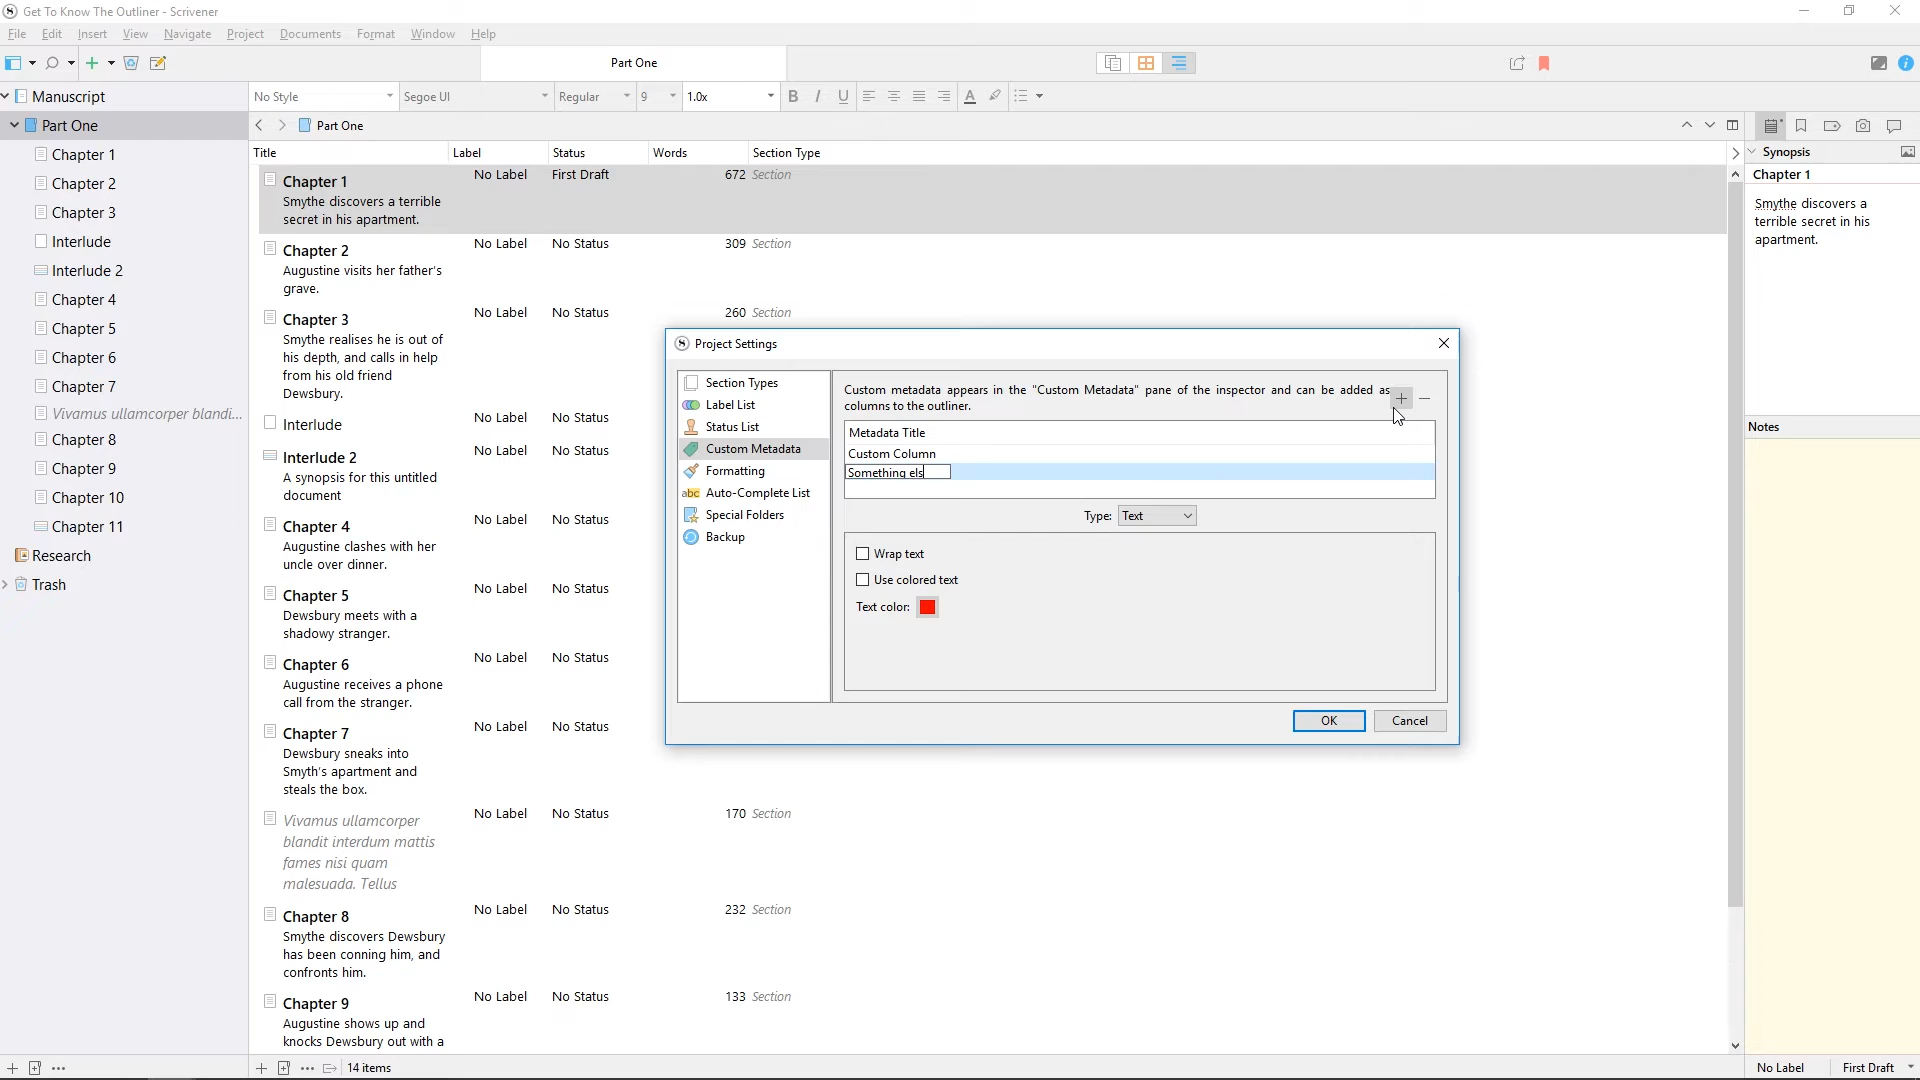 Get To Know The Outliner - Scrivener
File Edit Insert View Navigate Project Documents Format Window Help
Part One
No Style Segoe UI Regular 9 1.0x B I U A
Manuscript
Part One
Chapter 1
Chapter 2
Chapter 3
Interlude
Interlude 2
Chapter 4
Chapter 5
Chapter 6
Chapter 7
Vivamus ullamcorper blandi...
Chapter 8
Chapter 9
Chapter 10
Chapter 11
Research
Trash
Part One
Title Label Status Words Section Type
Chapter 1 No Label First Draft 672 Section
Smythe discovers a terrible
secret in his apartment.
Chapter 2 No Label No Status 309 Section
Augustine visits her father's
grave.
Chapter 3 No Label No Status 260 Section
Smythe realises he is out of
his depth, and calls in help
from his old friend
Dewsbury.
Interlude No Label No Status
Interlude 2 No Label No Status
A synopsis for this untitled
document
Chapter 4 No Label No Status
Augustine clashes with her
uncle over dinner.
Chapter 5 No Label No Status
Dewsbury meets with a
shadowy stranger.
Chapter 6 No Label No Status
Augustine receives a phone
call from the stranger.
Chapter 7 No Label No Status
Dewsbury sneaks into
Smyth's apartment and
steals the box.
Vivamus ullamcorper No Label No Status 170 Section
blandit interdum mattis
fames nisi quam
malesuada. Tellus
Chapter 8 No Label No Status 232 Section
Smythe discovers Dewsbury
has been conning him, and
confronts him.
Chapter 9 No Label No Status 133 Section
Augustine shows up and
knocks Dewsbury out with a
14 items
Project Settings
Section Types
Label List
Status List
Custom Metadata
Formatting
abc Auto-Complete List
Special Folders
Backup
Custom metadata appears in the "Custom Metadata" pane of the inspector and can be added as
columns to the outliner.
Metadata Title
Custom Column
Something els
Type: Text
Wrap text
Use colored text
Text color:
OK Cancel
Synopsis
Chapter 1
Smythe discovers a
terrible secret in his
apartment.
Notes
No Label First Draft